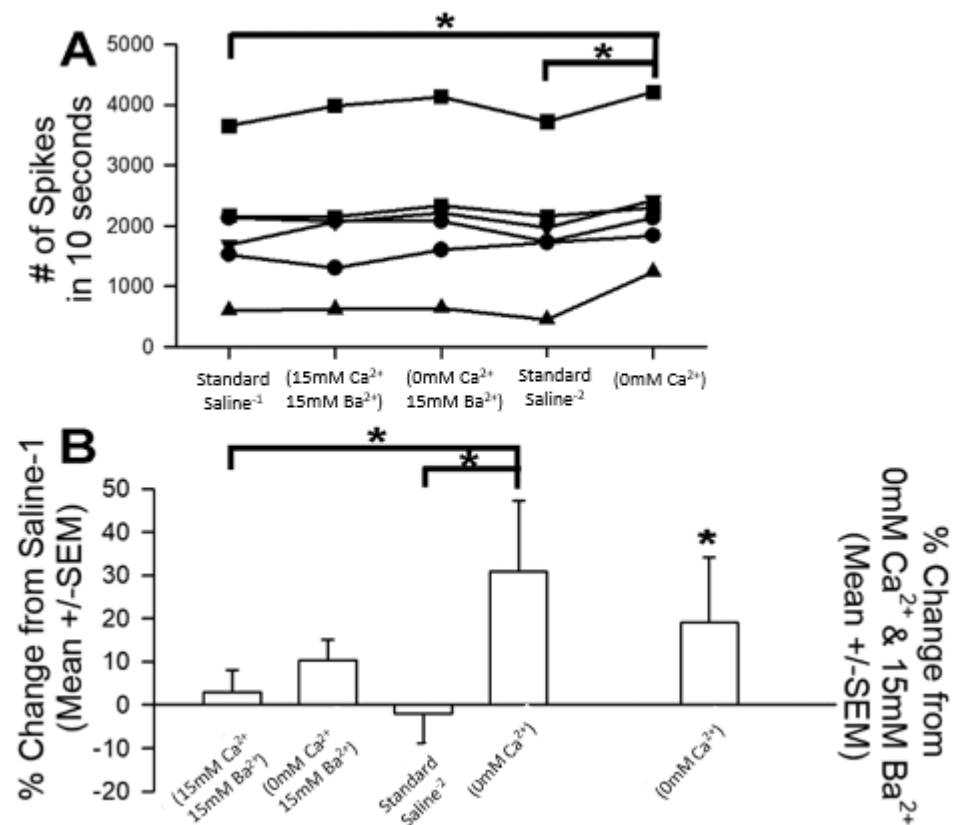 A
# of Spikes
in 10 seconds
5000
4000
3000
2000
1000
0
*
*
Standard
Saline⁻¹
(15mM Ca²⁺
15mM Ba²⁺)
(0mM Ca²⁺
15mM Ba²⁺)
Standard
Saline⁻²
(0mM Ca²⁺)
B
% Change from Saline-1
(Mean +/-SEM)
50
40
30
20
10
0
-10
-20
*
*
*
(15mM Ca²⁺
15mM Ba²⁺)
(0mM Ca²⁺
15mM Ba²⁺)
Standard
Saline⁻²
(0mM Ca²⁺)
(0mM Ca²⁺)
% Change from
0mM Ca²⁺ & 15mM Ba²⁺
(Mean +/-SEM)